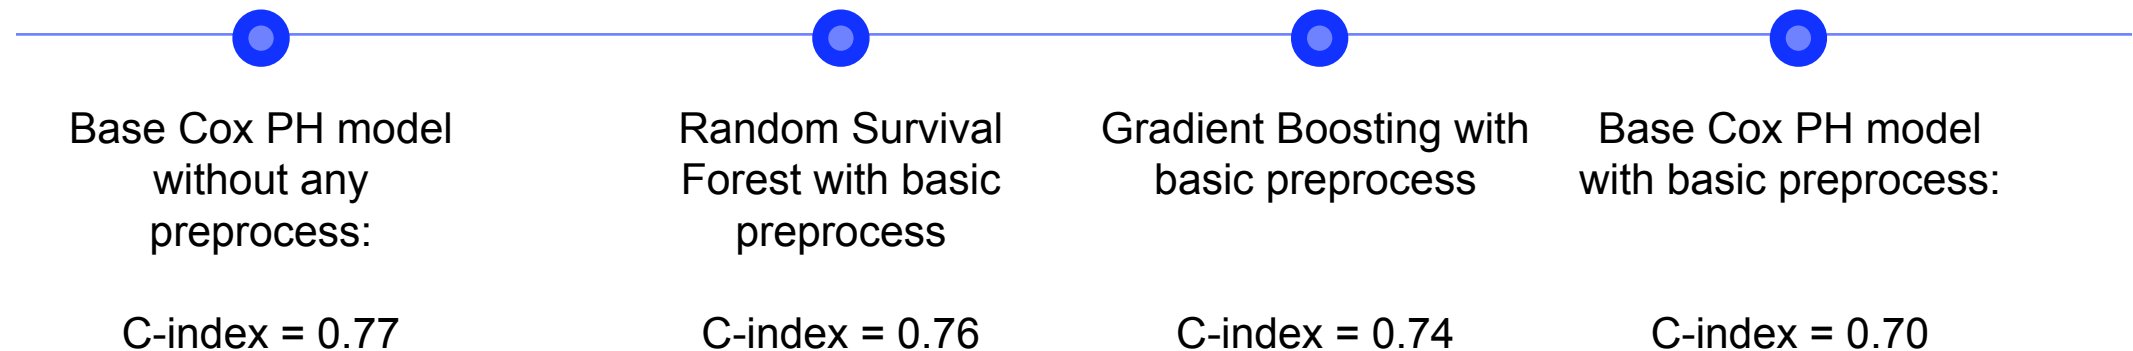 Base Cox PH model
without any
preprocess:
C-index = 0.77
Random Survival
Forest with basic
preprocess
C-index = 0.76
Gradient Boosting with
basic preprocess
C-index = 0.74
Base Cox PH model
with basic preprocess:
C-index = 0.70